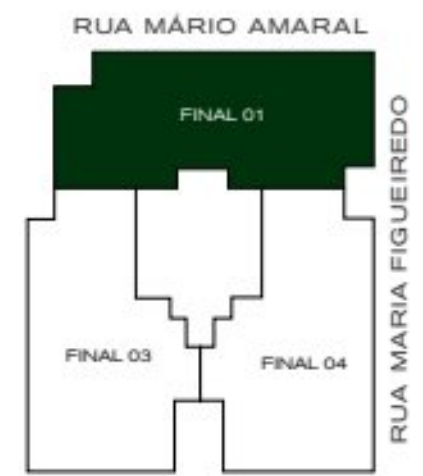 RUA MÁRIO AMARAL
FINAL 01
RUA MARIA FIGUEIREDO
FINAL 03
FINAL 04